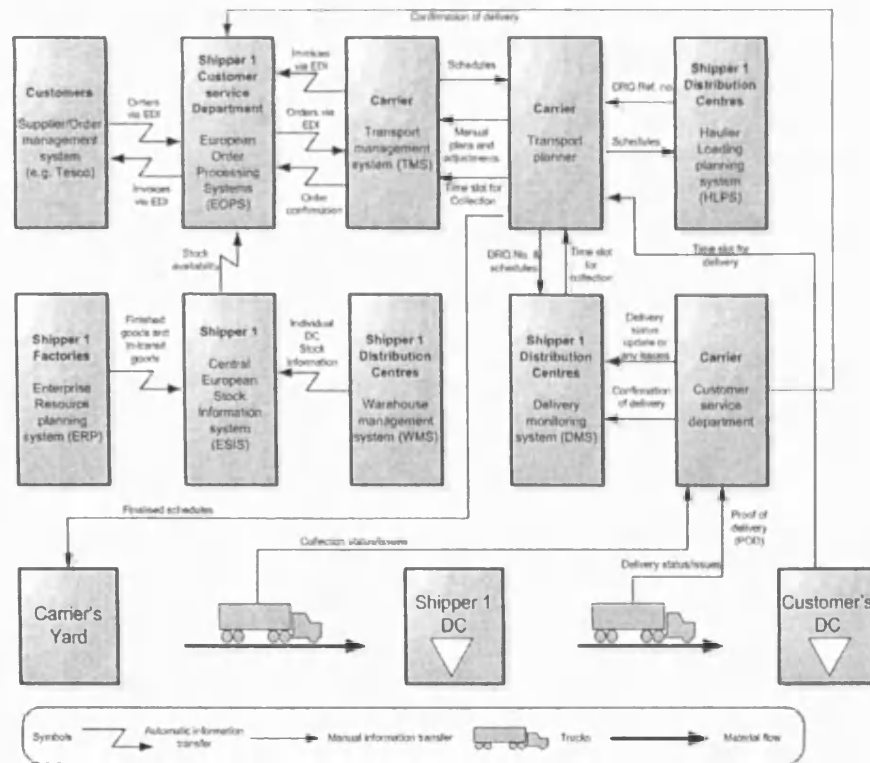 Confirmation of delivery
Customers
Supplier/Order
management
system
(e.g. Tesco)
Orders
via EDI
Invoices
via EDI
Shipper 1
Customer
service
Department
European
Order
Processing
Systems
(EOPS)
Invoices
via EDI
Orders via
EDI
Order
confirmation
Carrier
Transport
management
system (TMS)
Schedules
Manual
plans and
adjustments
Time slot for
Collection
Carrier
Transport
planner
DRQ Ref. no.
Schedules
Shipper 1
Distribution
Centres
Haulier
Loading
planning
system
(HLPS)
Stock
availability
DRQ No. &
schedules
Time slot
for
collection
Time slot for
delivery
Shipper 1
Factories
Enterprise
Resource
planning
system (ERP)
Finished
goods and
in-transit
goods
Shipper 1
Central
European
Stock
Information
system
(ESIS)
Individual
DC
Stock
information
Shipper 1
Distribution
Centres
Warehouse
management
system (WMS)
Shipper 1
Distribution
Centres
Delivery
monitoring
system (DMS)
Delivery
status
update or
any issues
Confirmation
of delivery
Carrier
Customer
service
department
Finalised schedules
Collection status/issues
Delivery status/issues
Proof of
delivery
(POD)
Carrier's
Yard
Shipper 1
DC
Customer's
DC
Symbols
Automatic information
transfer
Manual information transfer
Trucks
Material flow